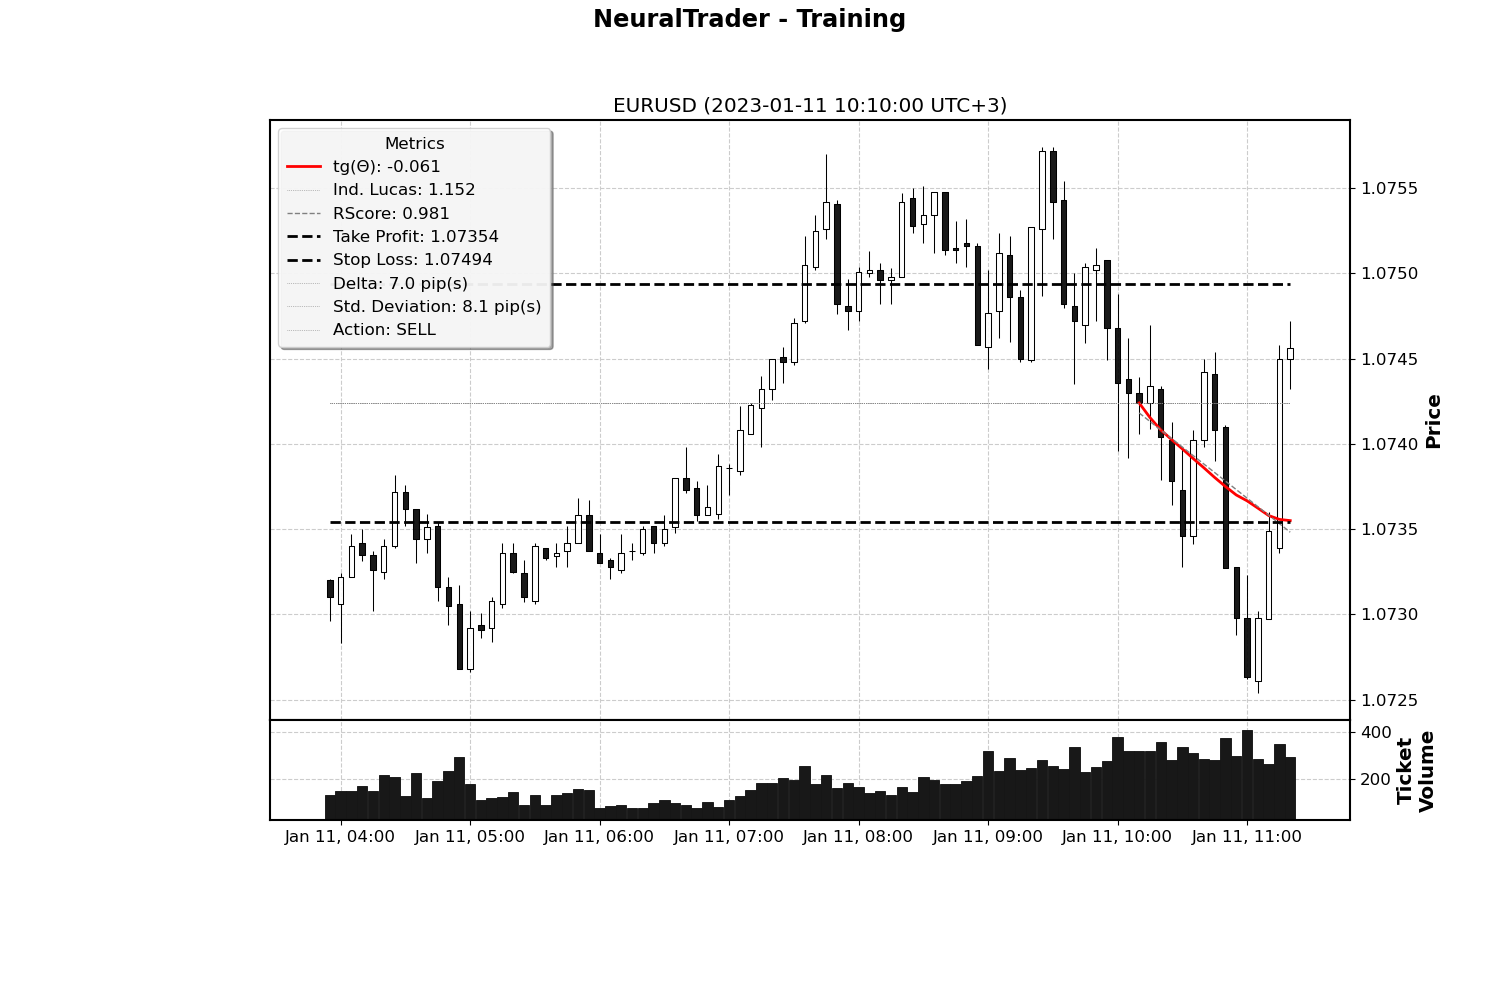 NeuralTrader - Training
EURUSD (2023-01-11 10:10:00 UTC+3)
Metrics
tg(Θ): -0.061
Ind. Lucas: 1.152
RScore: 0.981
Take Profit: 1.07354
Stop Loss: 1.07494
Delta: 7.0 pip(s)
Std. Deviation: 8.1 pip(s)
Action: SELL
1.0755
1.0750
1.0745
1.0740
1.0735
1.0730
1.0725
Price
400
200
Ticket
Volume
Jan 11, 04:00 Jan 11, 05:00 Jan 11, 06:00 Jan 11, 07:00 Jan 11, 08:00 Jan 11, 09:00 Jan 11, 10:00 Jan 11, 11:00